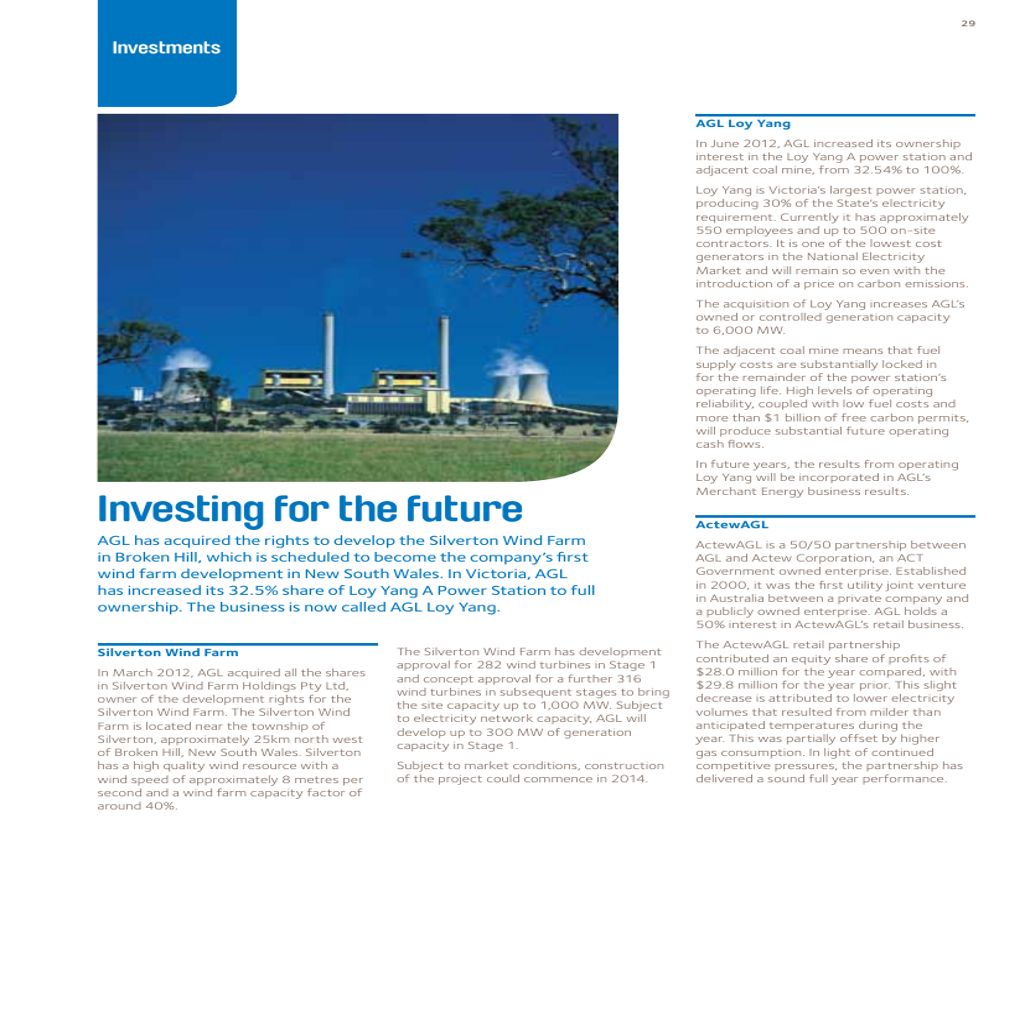 Investments
29
Investing for the future
AGL has acquired the rights to develop the Silverton Wind Farm
in Broken Hill, which is scheduled to become the company's first
wind farm development in New South Wales. In Victoria, AGL
has increased its 32.5% share of Loy Yang A Power Station to full
ownership. The business is now called AGL Loy Yang.
Silverton Wind Farm
In March 2012, AGL acquired all the shares
in Silverton Wind Farm Holdings Pty Ltd,
owner of the development rights for the
Silverton Wind Farm. The Silverton Wind
Farm is located near the township of
Silverton, approximately 25km north west
of Broken Hill, New South Wales. Silverton
has a high quality wind resource with a
wind speed of approximately 8 metres per
second and a wind farm capacity factor of
around 40%.
The Silverton Wind Farm has development
approval for 282 wind turbines in Stage 1
and concept approval for a further 316
wind turbines in subsequent stages to bring
the site capacity up to 1,000 MW. Subject
to electricity network capacity, AGL will
develop up to 300 MW of generation
capacity in Stage 1.
Subject to market conditions, construction
of the project could commence in 2014.
AGL Loy Yang
In June 2012, AGL increased its ownership
interest in the Loy Yang A power station and
adjacent coal mine, from 32.54% to 100%.
Loy Yang is Victoria's largest power station,
producing 30% of the State's electricity
requirement. Currently it has approximately
550 employees and up to 500 on-site
contractors. It is one of the lowest cost
generators in the National Electricity
Market and will remain so even with the
introduction of a price on carbon emissions.
The acquisition of Loy Yang increases AGL's
owned or controlled generation capacity
to 6,000 MW.
The adjacent coal mine means that fuel
supply costs are substantially locked in
for the remainder of the power station's
operating life. High levels of operating
reliability, coupled with low fuel costs and
more than $1 billion of free carbon permits,
will produce substantial future operating
cash flows.
In future years, the results from operating
Loy Yang will be incorporated in AGL's
Merchant Energy business results.
ActewAGL
ActewAGL is a 50/50 partnership between
AGL and Actew Corporation, an ACT
Government owned enterprise. Established
in 2000, it was the first utility joint venture
in Australia between a private company and
a publicly owned enterprise. AGL holds a
50% interest in ActewAGL's retail business.
The ActewAGL retail partnership
contributed an equity share of profits of
$28.0 million for the year compared, with
$29.8 million for the year prior. This slight
decrease is attributed to lower electricity
volumes that resulted from milder than
anticipated temperatures during the
year. This was partially offset by higher
gas consumption. In light of continued
competitive pressures, the partnership has
delivered a sound full year performance.